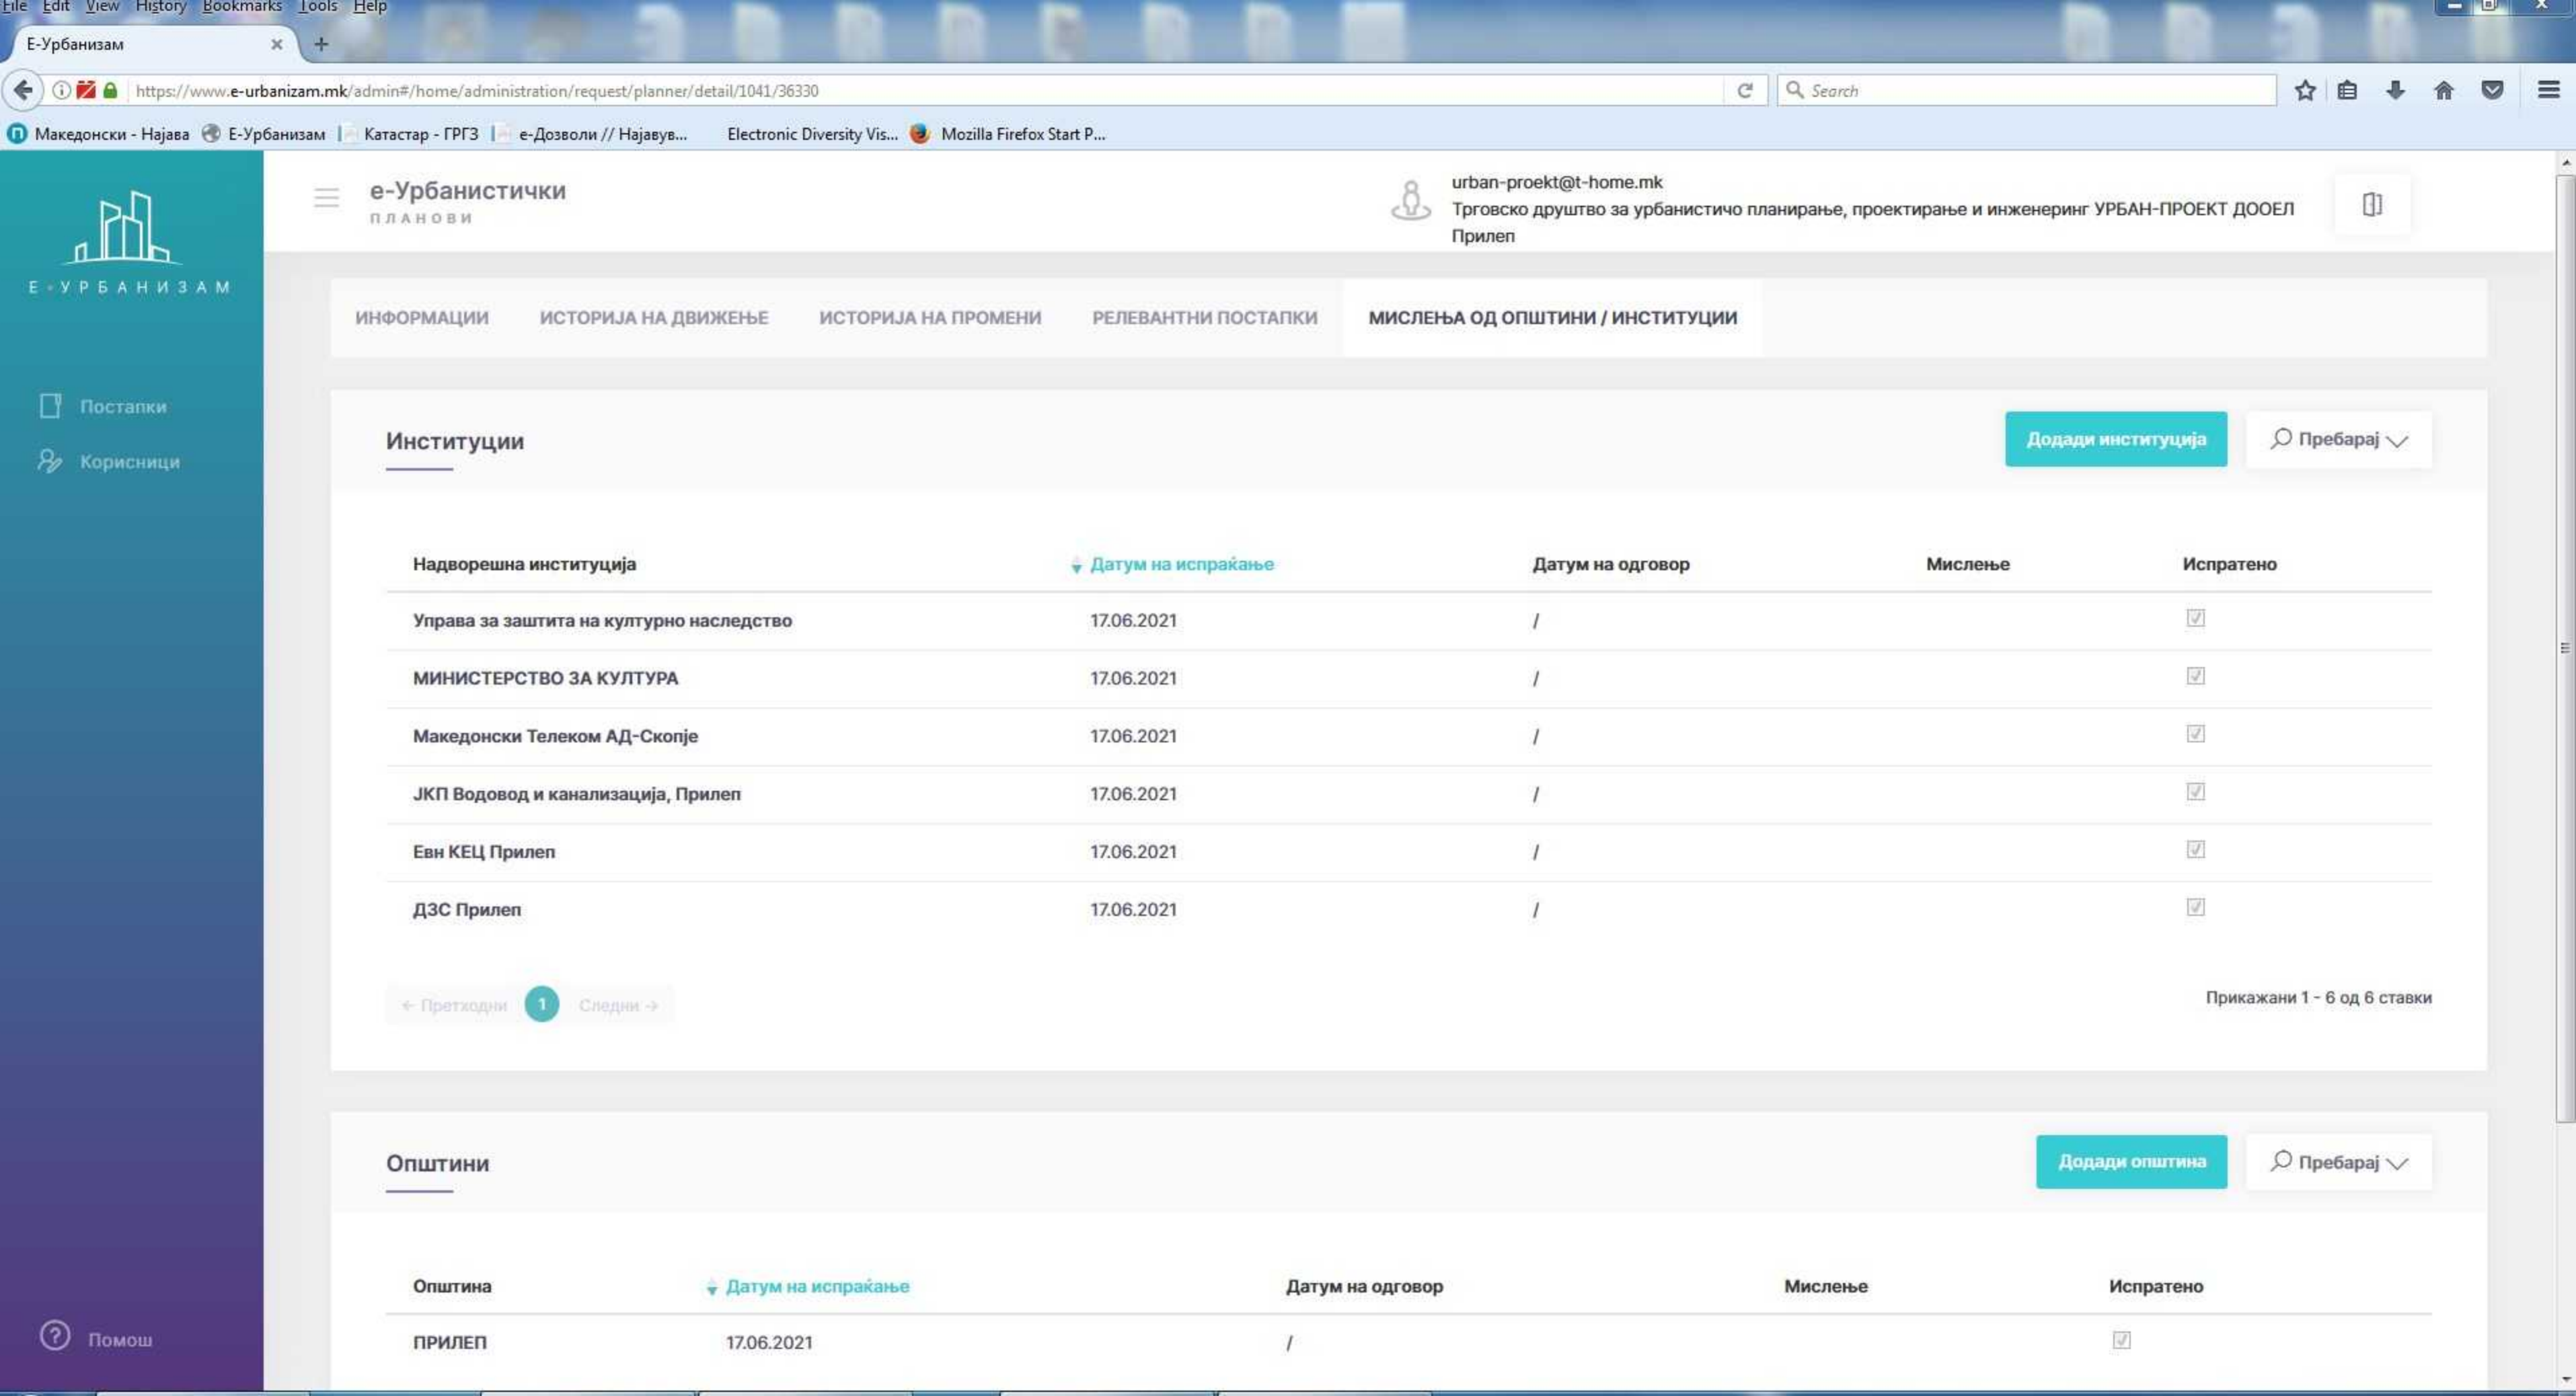 File Edit View History Bookmarks Tools Help
Е-Урбанизам × +
https://www.e-urbanizam.mk/admin#/home/administration/request/planner/detail/1041/36330 Search
Македонски - Најава Е-Урбанизам Катастар - ГРГЗ е-Дозволи // Најавув... Electronic Diversity Vis... Mozilla Firefox Start P...
Е-УРБАНИЗАМ
Постапки
Корисници
Помош
е-Урбанистички
ПЛАНОВИ
urban-proekt@t-home.mk
Трговско друштво за урбанистичо планирање, проектирање и инженеринг УРБАН-ПРОЕКТ ДООЕЛ
Прилеп
ИНФОРМАЦИИ ИСТОРИЈА НА ДВИЖЕЊЕ ИСТОРИЈА НА ПРОМЕНИ РЕЛЕВАНТНИ ПОСТАПКИ МИСЛЕЊА ОД ОПШТИНИ / ИНСТИТУЦИИ
Институции Додади институција Пребарај
Надворешна институција Датум на испраќање Датум на одговор Мислење Испратено
Управа за заштита на културно наследство 17.06.2021 /
МИНИСТЕРСТВО ЗА КУЛТУРА 17.06.2021 /
Македонски Телеком АД-Скопје 17.06.2021 /
ЈКП Водовод и канализација, Прилеп 17.06.2021 /
Евн КЕЦ Прилеп 17.06.2021 /
ДЗС Прилеп 17.06.2021 /
← Претходни 1 Следни → Прикажани 1 - 6 од 6 ставки
Општини Додади општина Пребарај
Општина Датум на испраќање Датум на одговор Мислење Испратено
ПРИЛЕП 17.06.2021 /